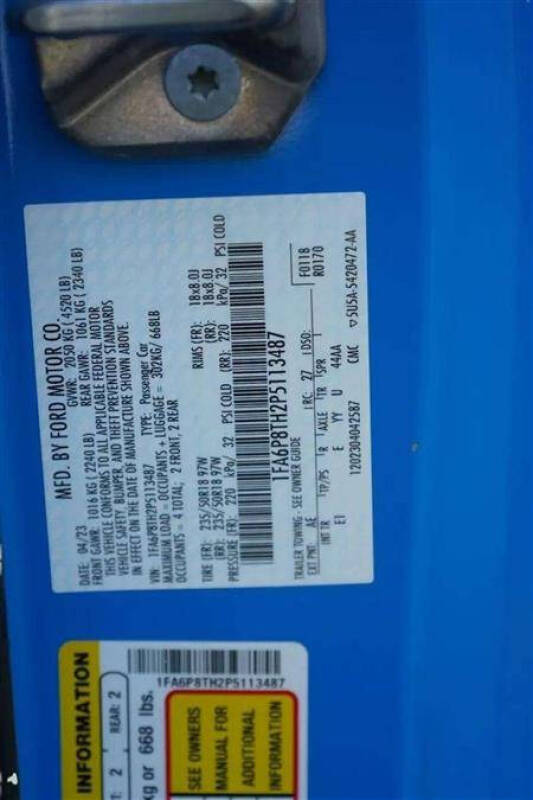 MFD. BY FORD MOTOR CO.
DATE: 04/23 GVWR: 2050 KG ( 4520 LB)
FRONT GAWR: 1016 KG ( 2240 LB) REAR GAWR: 1061 KG ( 2340 LB)
THIS VEHICLE CONFORMS TO ALL APPLICABLE FEDERAL MOTOR
VEHICLE SAFETY, BUMPER, AND THEFT PREVENTION STANDARDS
IN EFFECT ON THE DATE OF MANUFACTURE SHOWN ABOVE.
VIN: 1FA6P8TH2P5113487 TYPE: Passenger Car
MAXIMUM LOAD = OCCUPANTS + LUGGAGE = 302KG/ 668LB
OCCUPANTS = 4 TOTAL; 2 FRONT, 2 REAR
TIRE (FR): 235/50R18 97W RIMS (FR): 18x8.0J
(RR): 235/50R18 97W (RR): 18x8.0J
PRESSURE (FR): 220 kPa/ 32 PSI COLD (RR): 220 kPa/ 32 PSI COLD
1FA6P8TH2P5113487
TRAILER TOWING - SEE OWNER GUIDE F0118
EXT PNT: AE RC: 27 DSO: R0170
INT TR TP/PS R AXLE TR SPR
EI E YY U 44AA
1202304042587 CMC 5U5A-5420472-AA
INFORMATION
2 REAR: 2
kg or 668 lbs.
1FA6P8TH2P5113487
SEE OWNERS
MANUAL FOR
ADDITIONAL
INFORMATION